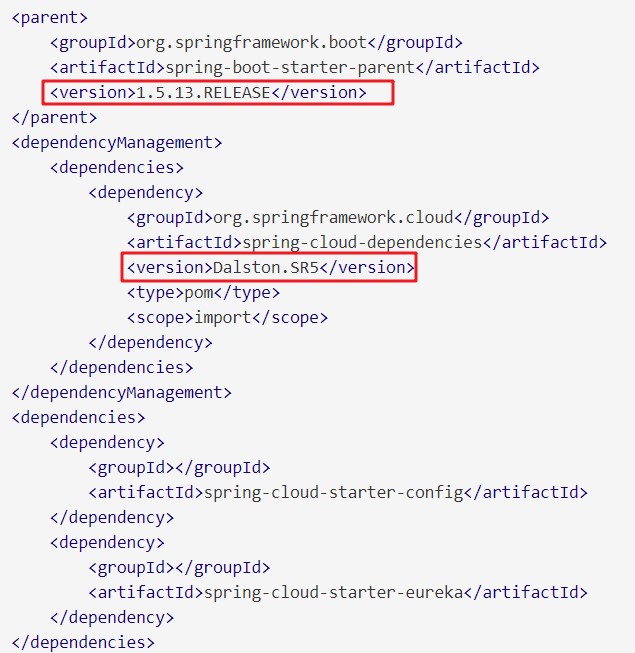 <parent>
    <groupId>org.springframework.boot</groupId>
    <artifactId>spring-boot-starter-parent</artifactId>
    <version>1.5.13.RELEASE</version>
</parent>
<dependencyManagement>
    <dependencies>
        <dependency>
            <groupId>org.springframework.cloud</groupId>
            <artifactId>spring-cloud-dependencies</artifactId>
            <version>Dalston.SR5</version>
            <type>pom</type>
            <scope>import</scope>
        </dependency>
    </dependencies>
</dependencyManagement>
<dependencies>
    <dependency>
        <groupId></groupId>
        <artifactId>spring-cloud-starter-config</artifactId>
    </dependency>
    <dependency>
        <groupId></groupId>
        <artifactId>spring-cloud-starter-eureka</artifactId>
    </dependency>
</dependencies>